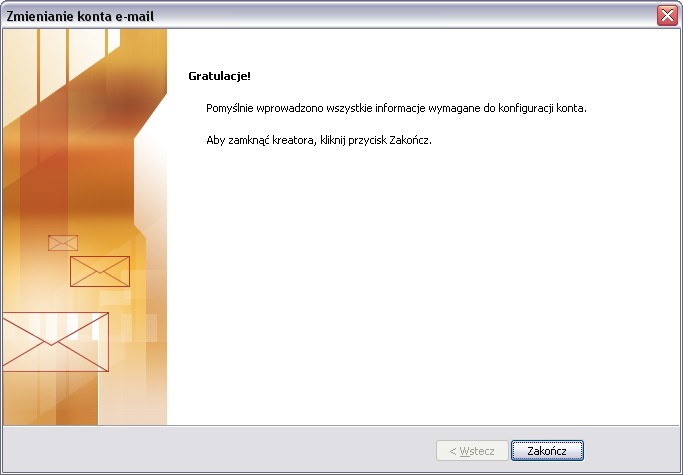 Zmienianie konta e-mail
Gratulacje!
Pomyślnie wprowadzono wszystkie informacje wymagane do konfiguracji konta.
Aby zamknąć kreatora, kliknij przycisk Zakończ.
< Wstecz
Zakończ